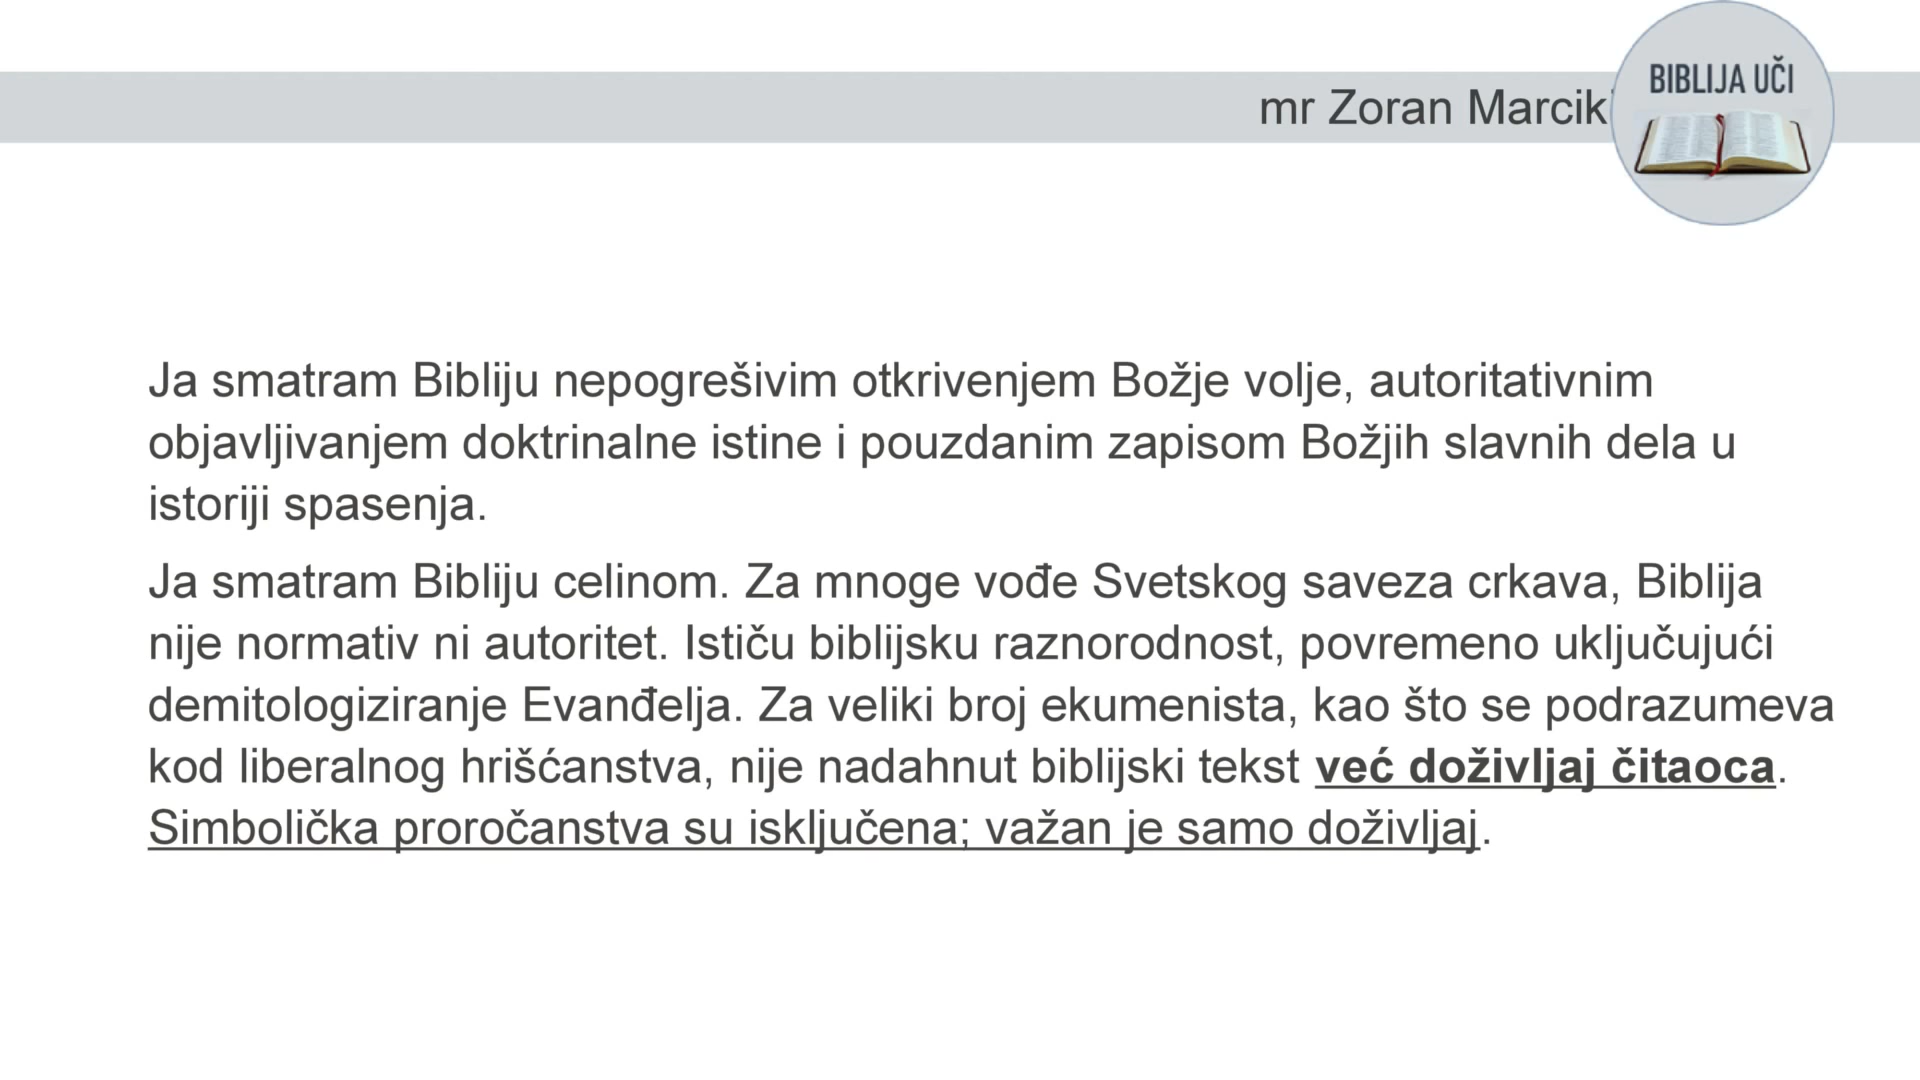 mr Zoran Marcik
BIBLIJA UČI
Ja smatram Bibliju nepogrešivim otkrivenjem Božje volje, autoritativnim
objavljivanjem doktrinalne istine i pouzdanim zapisom Božjih slavnih dela u
istoriji spasenja.
Ja smatram Bibliju celinom. Za mnoge vođe Svetskog saveza crkava, Biblija
nije normativ ni autoritet. Ističu biblijsku raznorodnost, povremeno uključujući
demitologiziranje Evanđelja. Za veliki broj ekumenista, kao što se podrazumeva
kod liberalnog hrišćanstva, nije nadahnut biblijski tekst već doživljaj čitaoca.
Simbolička proročanstva su isključena; važan je samo doživljaj.